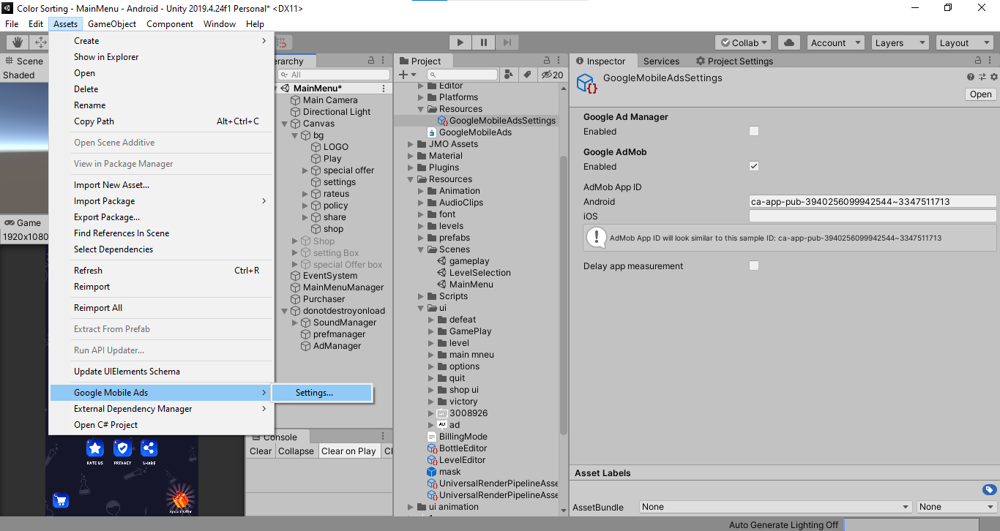 Color Sorting - MainMenu - Android - Unity 2019.4.24f1 Personal* <DX11>
File Edit Assets GameObject Component Window Help
Collab Account Layers Layout
Scene
Shaded
Game
1920x1080
Create
Show in Explorer
Open
Delete
Rename
Copy Path Alt+Ctrl+C
Open Scene Additive
View in Package Manager
Import New Asset...
Import Package
Export Package...
Find References In Scene
Select Dependencies
Refresh Ctrl+R
Reimport
Reimport All
Extract From Prefab
Run API Updater...
Update UIElements Schema
Google Mobile Ads
Settings...
External Dependency Manager
Open C# Project
RATE US PRIVACY SHARE
erarchy
All
MainMenu*
Main Camera
Directional Light
Canvas
bg
LOGO
Play
special offer
settings
rateus
policy
share
shop
Shop
setting Box
special Offer box
EventSystem
MainMenuManager
Purchaser
donotdestroyonload
SoundManager
prefmanager
AdManager
Console
Clear Collapse Clear on Play Cl
Project
20
Editor
Platforms
Resources
GoogleMobileAdsSettings
GoogleMobileAds
JMO Assets
Material
Plugins
Resources
Animation
AudioClips
font
levels
prefabs
Scenes
gameplay
LevelSelection
MainMenu
Scripts
ui
defeat
GamePlay
level
main mneu
options
quit
shop ui
victory
3008926
ad
BillingMode
BottleEditor
LevelEditor
mask
UniversalRenderPipelineAsse
UniversalRenderPipelineAsse
ui animation
Inspector Services Project Settings
GoogleMobileAdsSettings
Open
Google Ad Manager
Enabled
Google AdMob
Enabled
AdMob App ID
Android ca-app-pub-3940256099942544~3347511713
iOS
AdMob App ID will look similar to this sample ID: ca-app-pub-3940256099942544~3347511713
Delay app measurement
Asset Labels
AssetBundle None None
Auto Generate Lighting Off